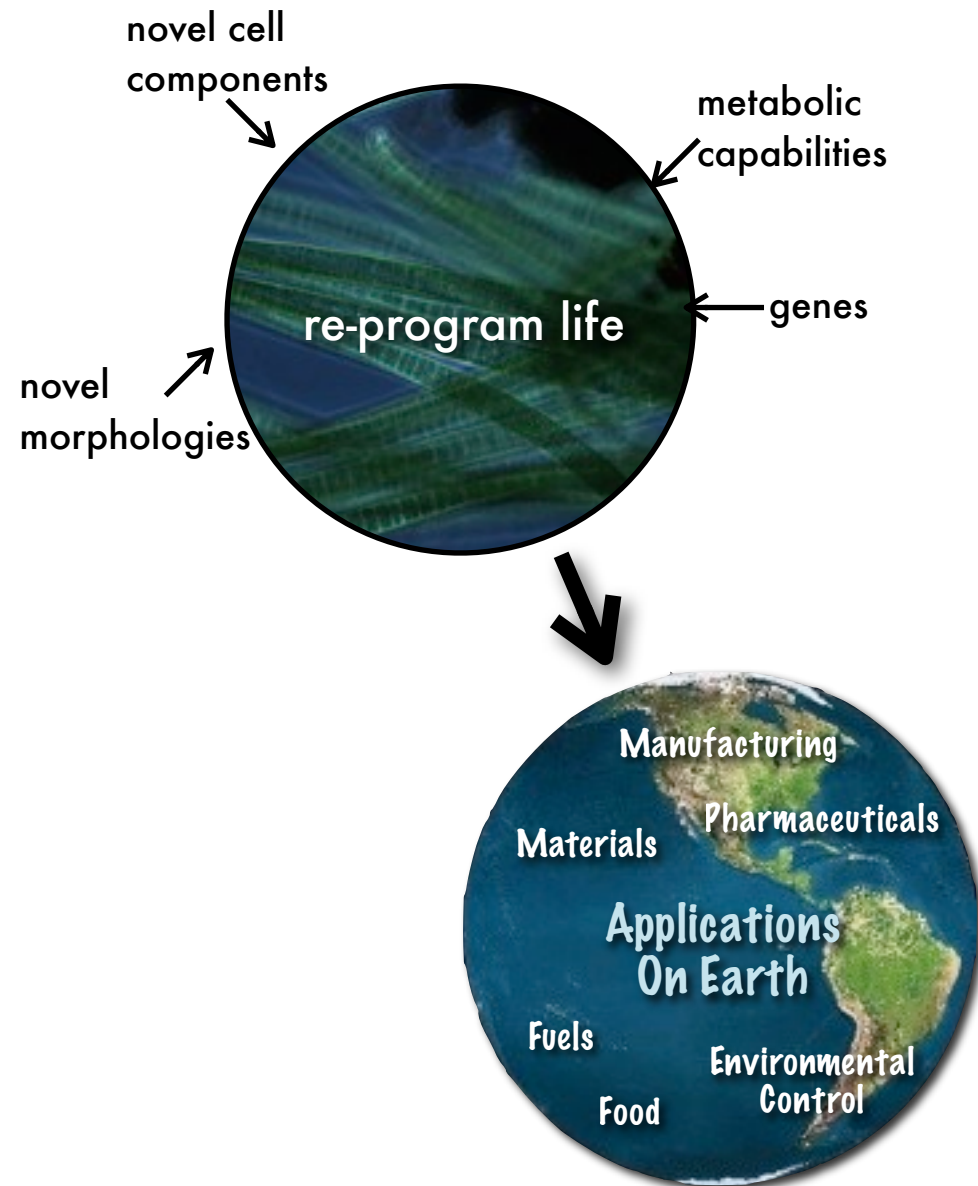 novel cell
components
metabolic
capabilities
re-program life
genes
novel
morphologies
Manufacturing
Pharmaceuticals
Materials
Applications
On Earth
Fuels
Environmental
Control
Food